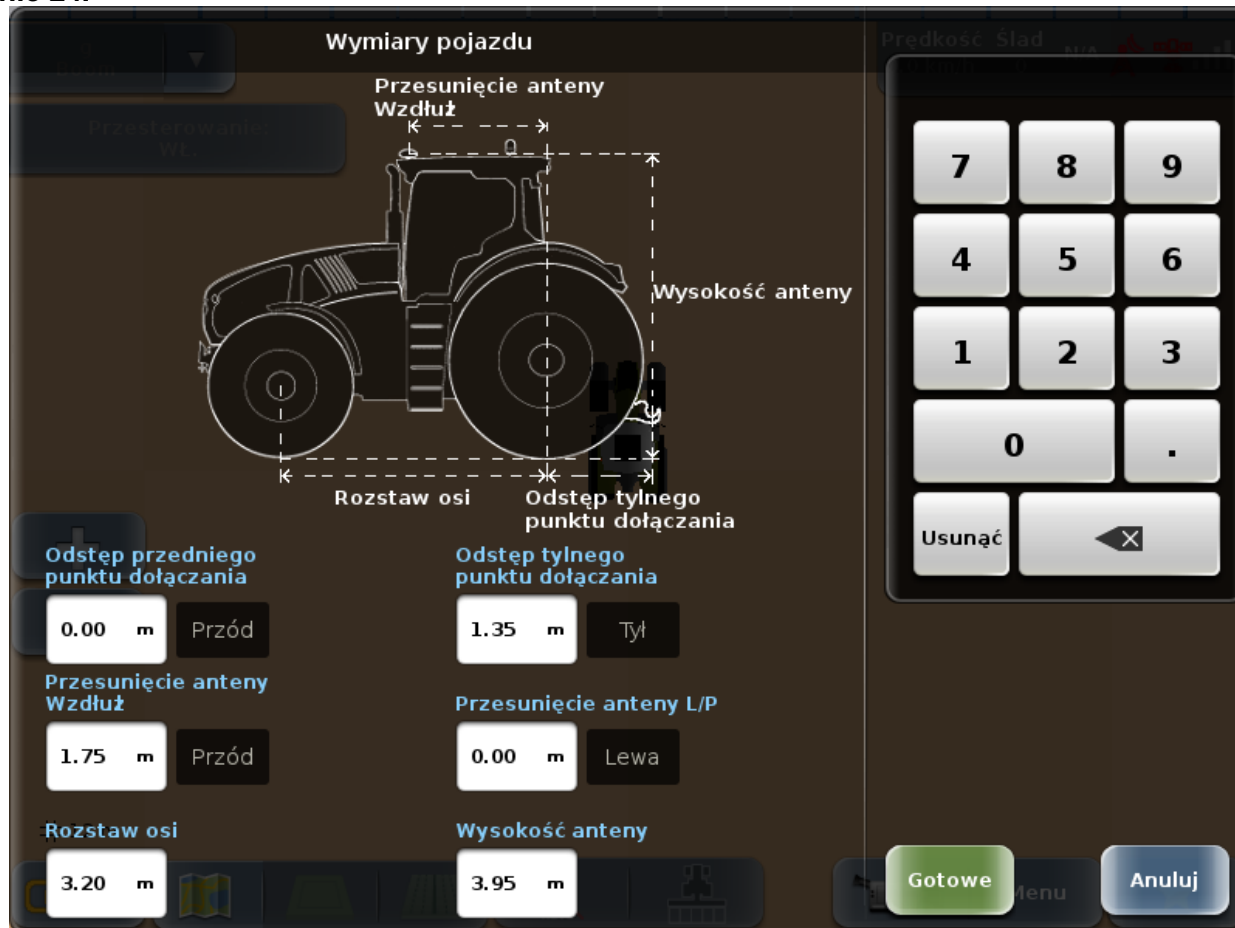 Wymiary pojazdu
Prędkość Ślad
N/A
Przesunięcie anteny
Wzdłuż
Przesterowanie
WŁ.
7 8 9
4 5 6
Wysokość anteny
1 2 3
0 .
Rozstaw osi
Odstęp tylnego
punktu dołączania
Usunąć
Odstęp przedniego
punktu dołączania
0.00 m Przód
Odstęp tylnego
punktu dołączania
1.35 m Tył
Przesunięcie anteny
Wzdłuż
1.75 m Przód
Przesunięcie anteny L/P
0.00 m Lewa
Rozstaw osi
3.20 m
Wysokość anteny
3.95 m
Gotowe
Menu
Anuluj